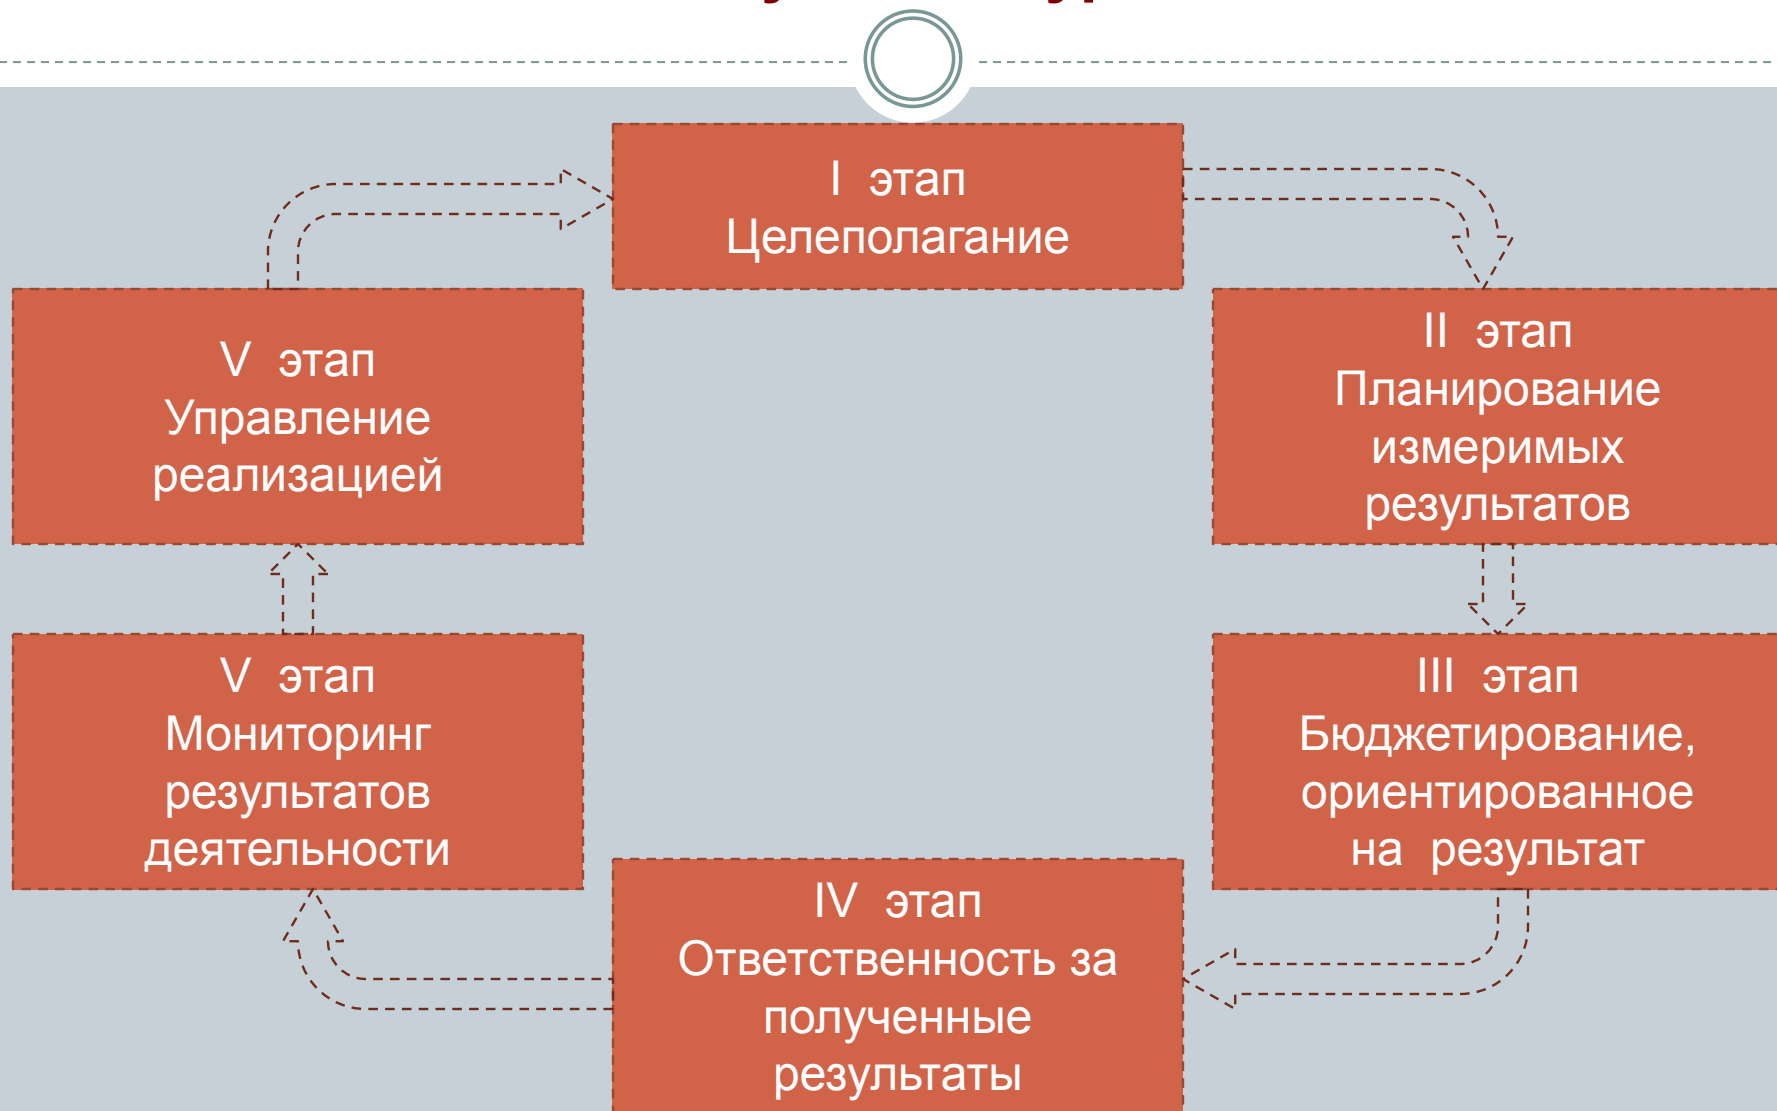 I этап
Целеполагание
II этап
Планирование
измеримых
результатов
III этап
Бюджетирование,
ориентированное
на результат
IV этап
Ответственность за
полученные
результаты
V этап
Мониторинг
результатов
деятельности
V этап
Управление
реализацией